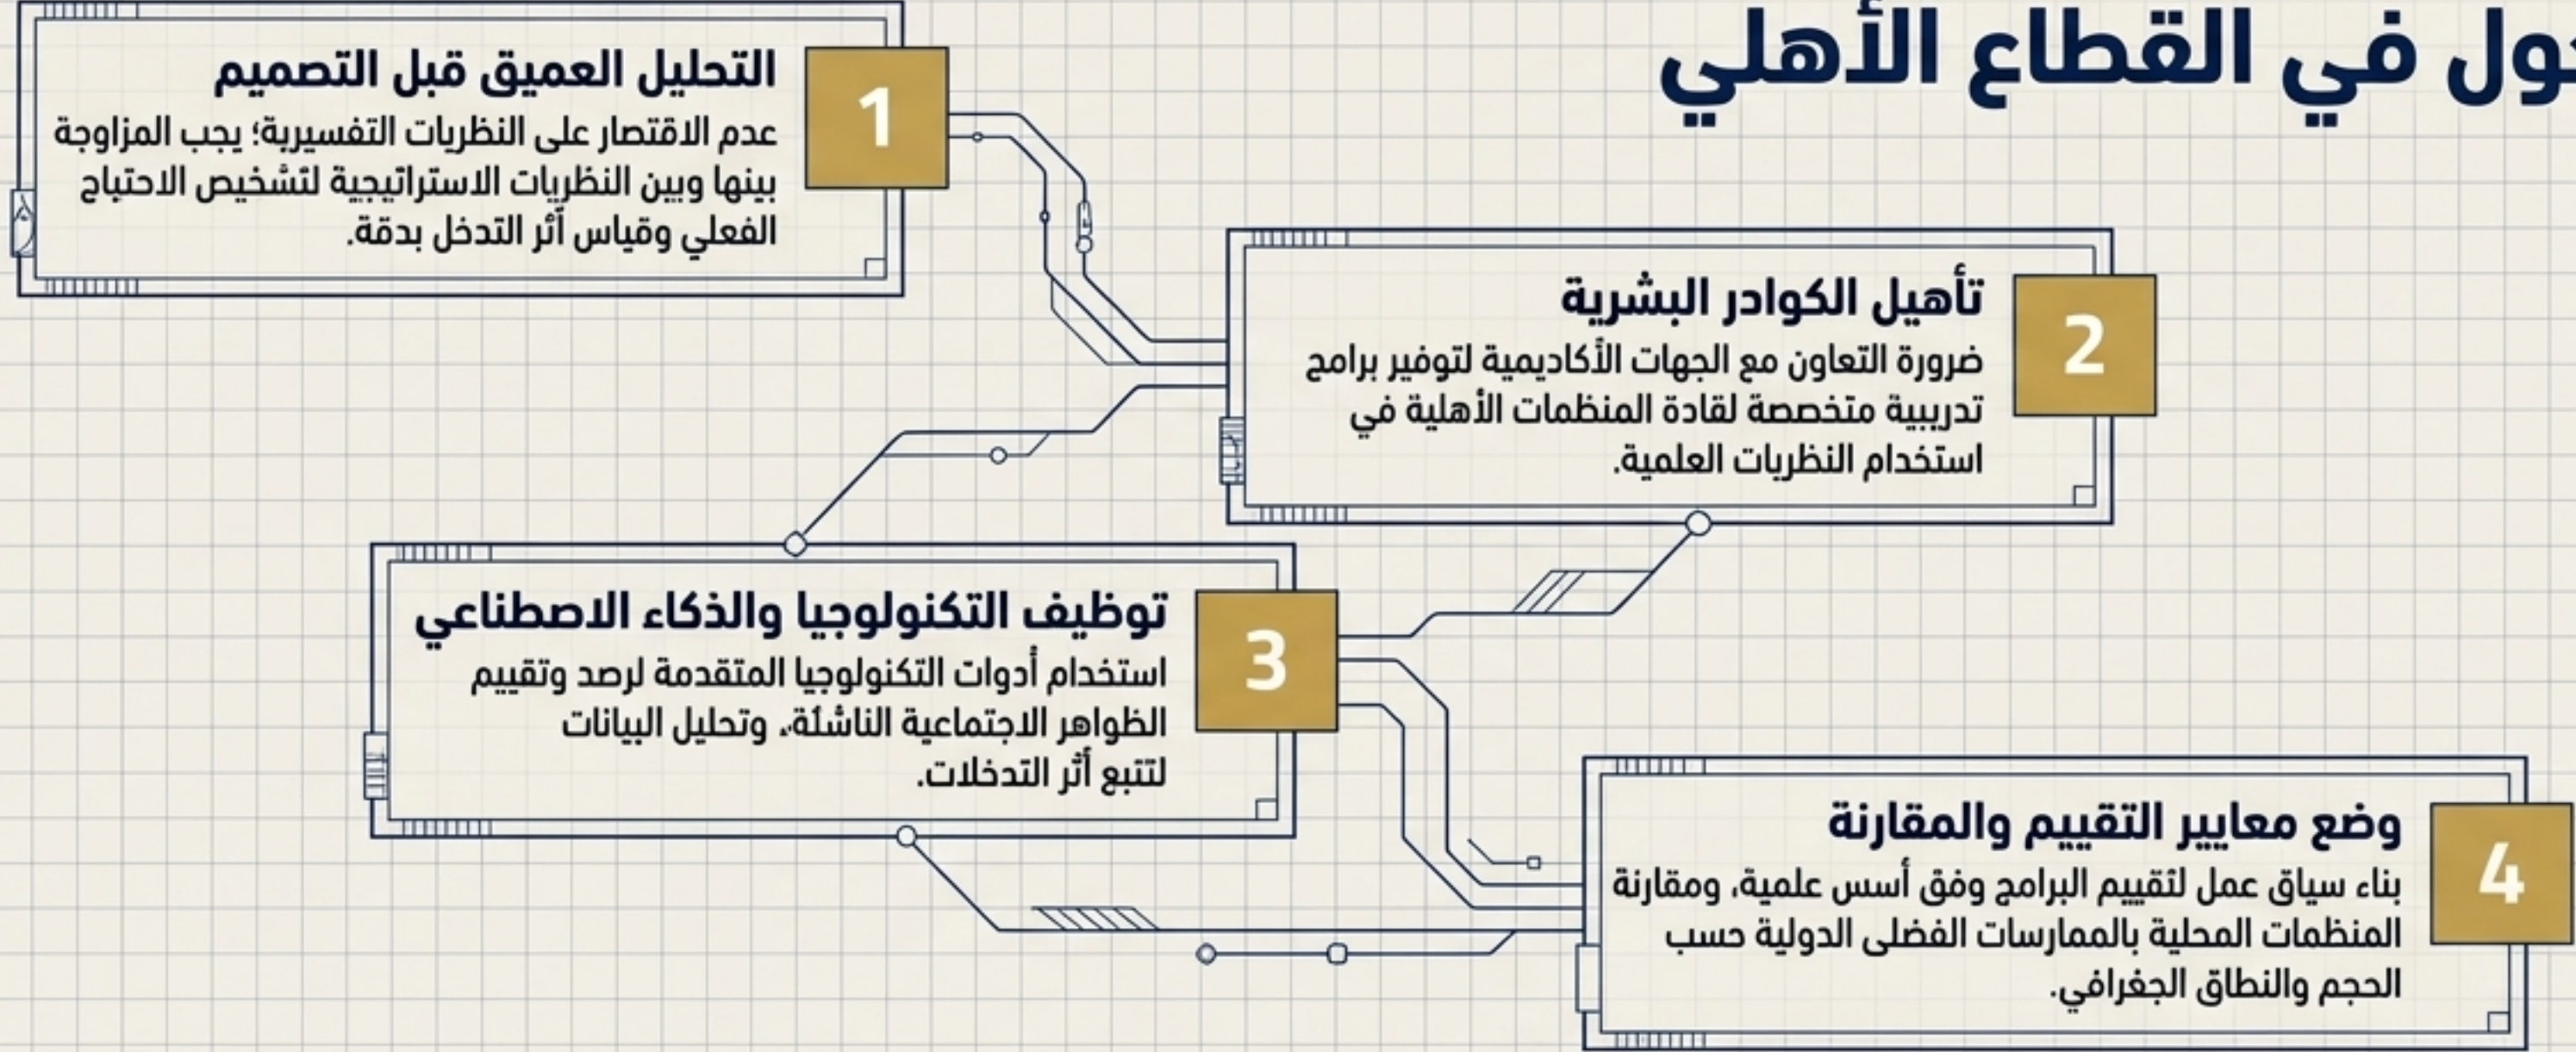 في القطاع الأهلي
1
التحليل العميق قبل التصميم
عدم الاقتصار على النظريات التفسيرية؛ يجب المزاوجة
بينها وبين النظريات الاستراتيجية لتشخيص الاحتياج
الفعلي وقياس أثر التدخل بدقة.
2
تأهيل الكوادر البشرية
ضرورة التعاون مع الجهات الأكاديمية لتوفير برامج
تدريبية متخصصة لقادة المنظمات الأهلية في
استخدام النظريات العلمية.
3
توظيف التكنولوجيا والذكاء الاصطناعي
استخدام أدوات التكنولوجيا المتقدمة لرصد وتقييم
الظواهر الاجتماعية الناشئة، وتحليل البيانات
لتتبع أثر التدخلات.
4
وضع معايير التقييم والمقارنة
بناء سياق عمل لتقييم البرامج وفق أسس علمية، ومقارنة
المنظمات المحلية بالممارسات الفضلى الدولية حسب
الحجم والنطاق الجغرافي.